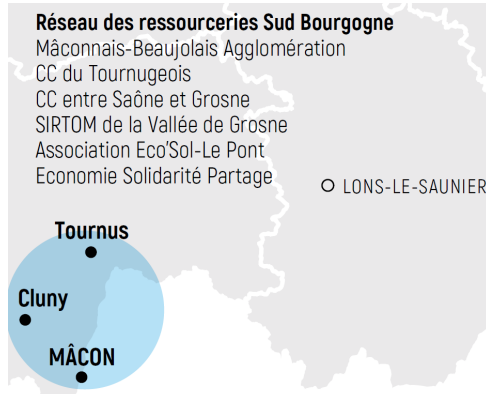 Réseau des ressourceries Sud Bourgogne
Mâconnais-Beaujolais Agglomération
CC du Tournugeois
CC entre Saône et Grosne
SIRTOM de la Vallée de Grosne
Association Eco'Sol-Le Pont
Economie Solidarité Partage
LONS-LE-SAUNIER
Tournus
Cluny
MÂCON